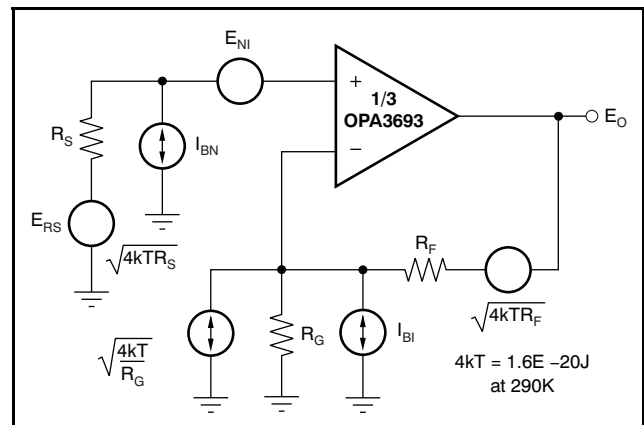 E_NI
+
1/3
OPA3693
−
E_O
R_S
I_BN
E_RS
√4kTR_S
R_F
√4kTR_F
√4kT/R_G
R_G
I_BI
4kT = 1.6E −20J
at 290K